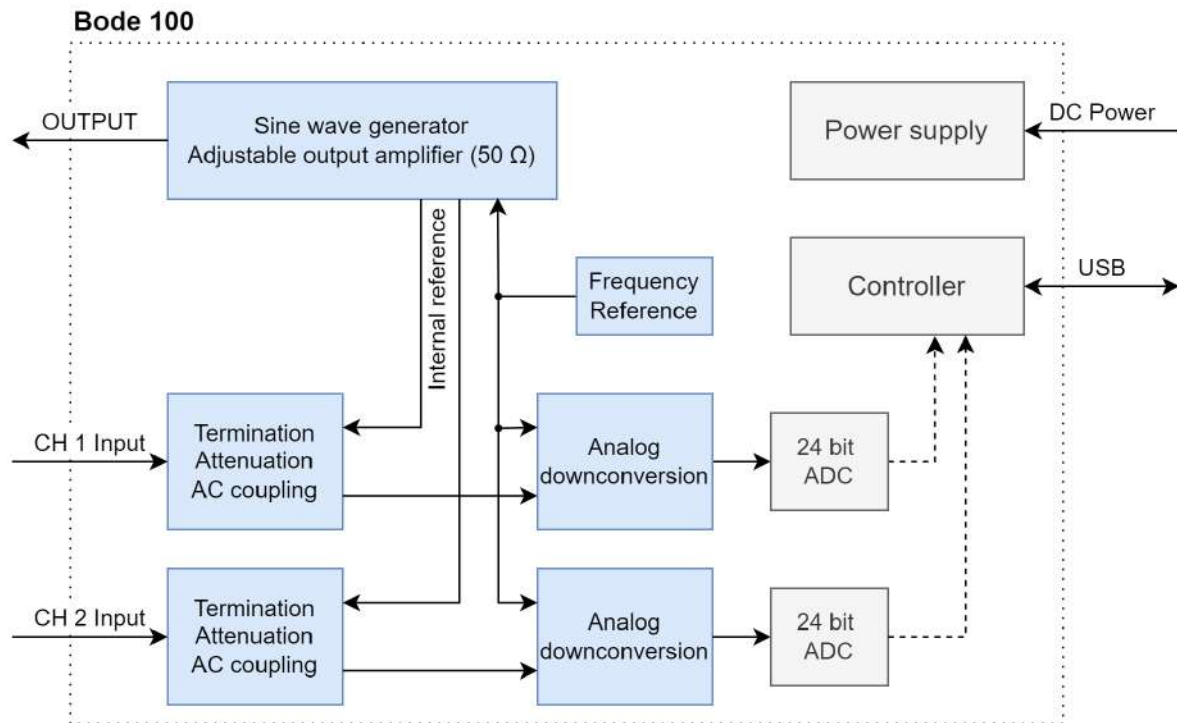 Bode 100
OUTPUT
Sine wave generator
Adjustable output amplifier (50 Ω)
Power supply
DC Power
Internal reference
Frequency
Reference
Controller
USB
CH 1 Input
Termination
Attenuation
AC coupling
Analog
downconversion
24 bit
ADC
CH 2 Input
Termination
Attenuation
AC coupling
Analog
downconversion
24 bit
ADC